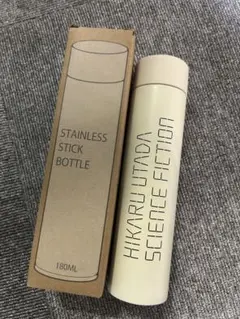 STAINLESS
STICK
BOTTLE
180ML
HIKARU UTADA
SCIENCE FICTION